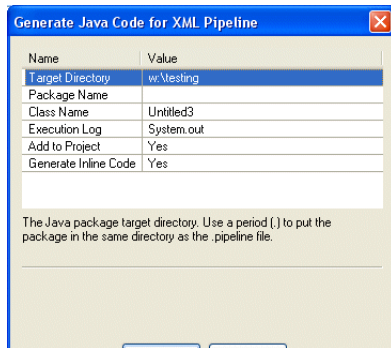 Generate Java Code for XML Pipeline
Name Value
Target Directory w:\testing
Package Name
Class Name Untitled3
Execution Log System.out
Add to Project Yes
Generate Inline Code Yes
The Java package target directory. Use a period (.) to put the
package in the same directory as the .pipeline file.